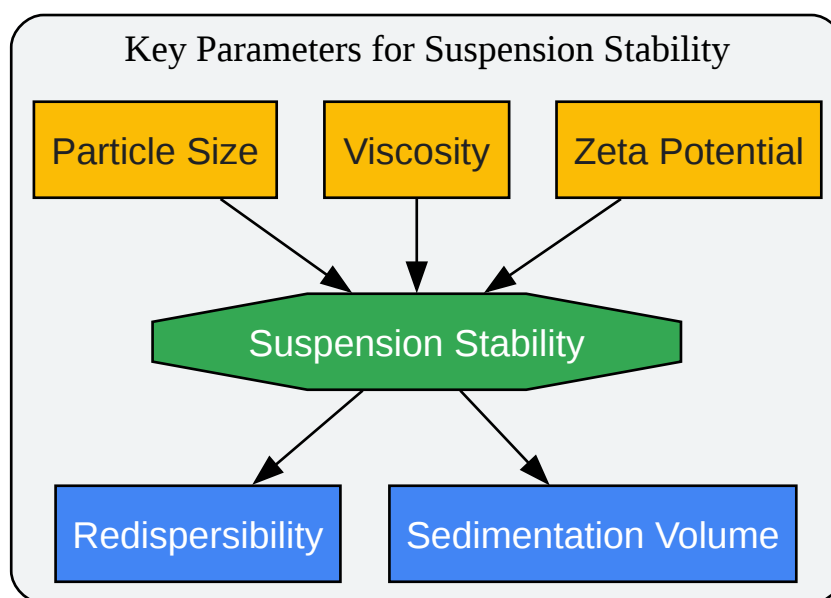 Key Parameters for Suspension Stability
Particle Size
Viscosity
Zeta Potential
Suspension Stability
Redispersibility
Sedimentation Volume